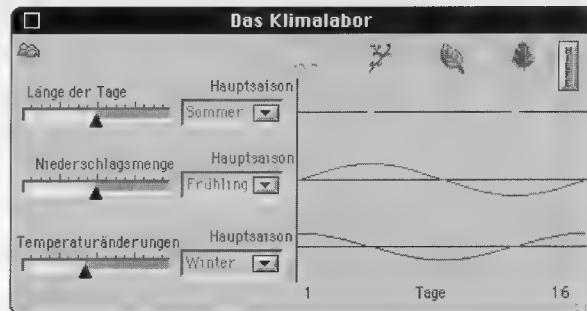 Das Klimalabor
Länge der Tage
Hauptsaison
Sommer
Niederschlagsmenge
Hauptsaison
Frühling
Temperaturänderungen
Hauptsaison
Winter
1 Tage 16